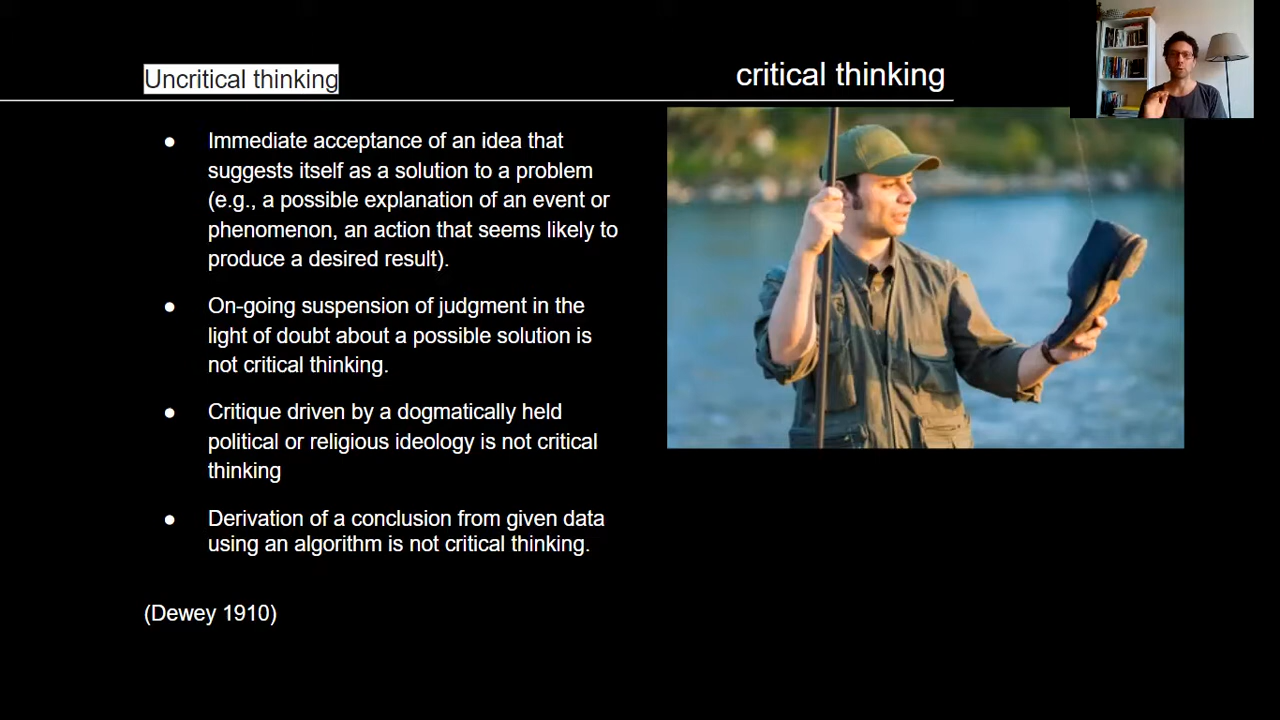 Uncritical thinking
critical thinking
● Immediate acceptance of an idea that
suggests itself as a solution to a problem
(e.g., a possible explanation of an event or
phenomenon, an action that seems likely to
produce a desired result).
● On-going suspension of judgment in the
light of doubt about a possible solution is
not critical thinking.
● Critique driven by a dogmatically held
political or religious ideology is not critical
thinking
● Derivation of a conclusion from given data
using an algorithm is not critical thinking.
(Dewey 1910)